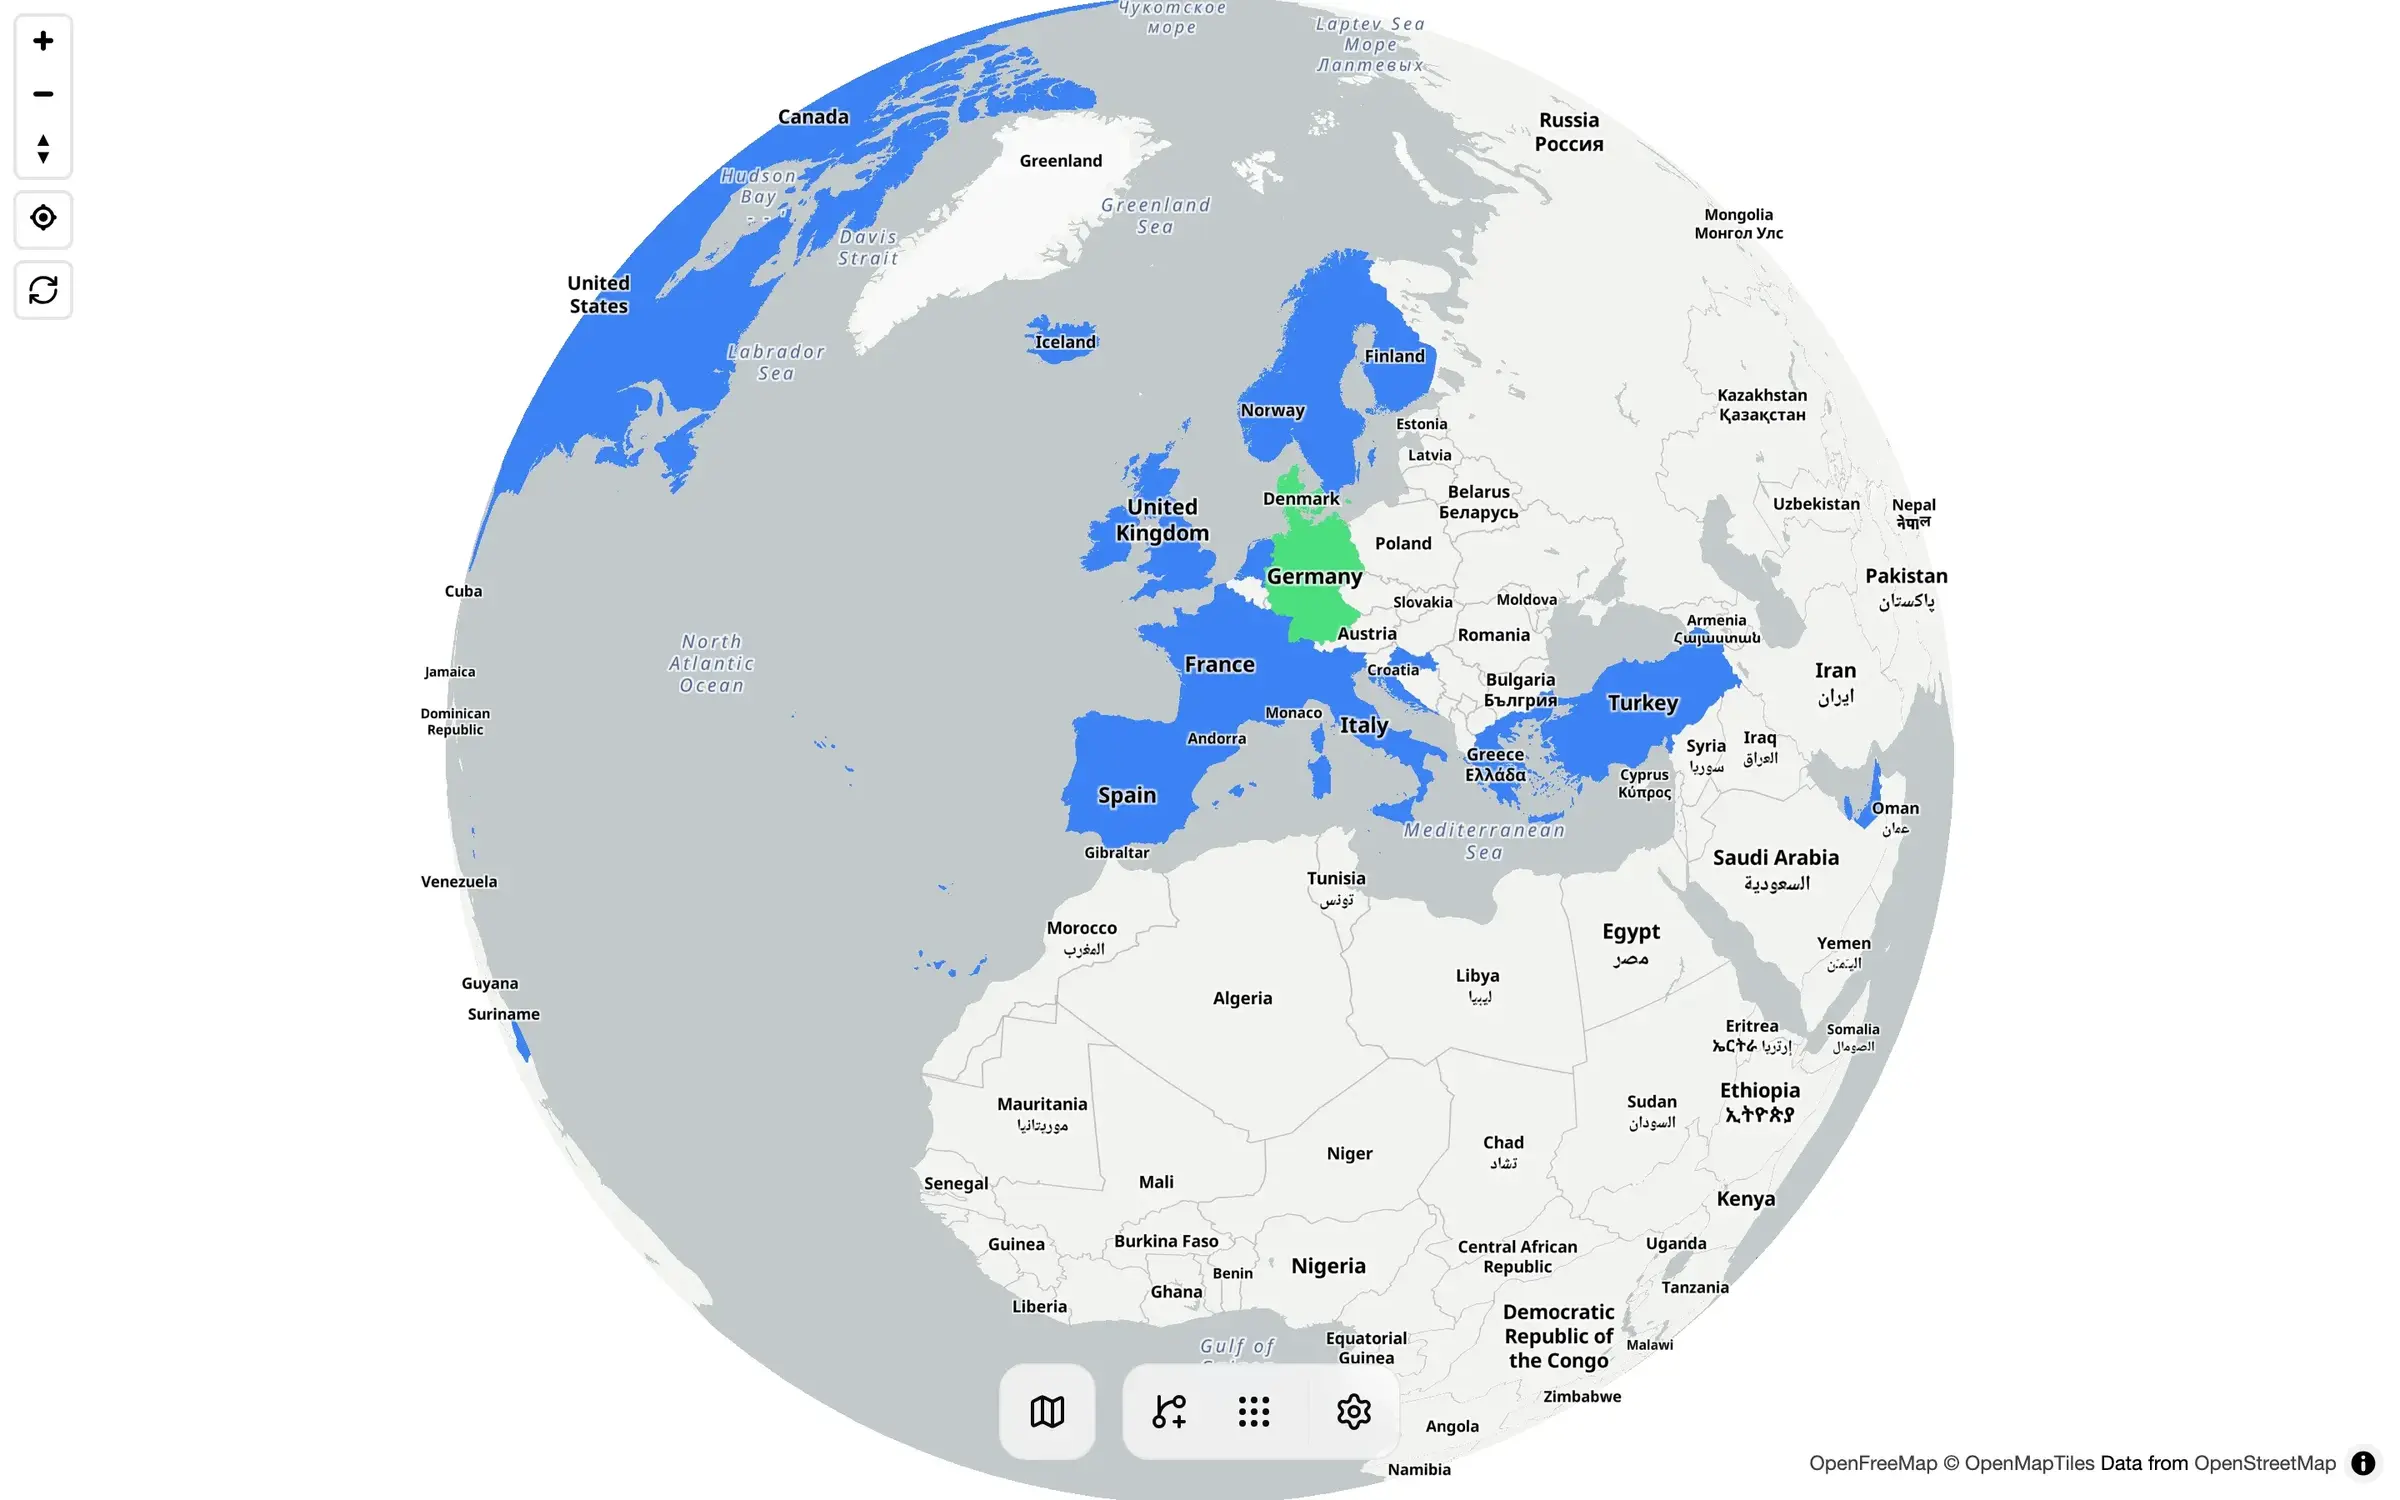 Чукотское
море
Laptev Sea
Море
Лаптевых
Canada
Russia
Россия
Greenland
Hudson
Bay
Greenland
Sea
Mongolia
Монгол Улс
Davis
Strait
United
States
Iceland
Labrador
Sea
Finland
Kazakhstan
Қазақстан
Norway
Estonia
Latvia
Denmark
Belarus
Беларусь
Uzbekistan
Nepal
नेपाल
United
Kingdom
Poland
Germany
Pakistan
پاکستان
Cuba
Slovakia
Moldova
Armenia
Հայաստան
Austria
Romania
North
Atlantic
Ocean
France
Croatia
Iran
ایران
Jamaica
Bulgaria
Бългрия
Turkey
Dominican
Republic
Monaco
Italy
Andorra
Greece
Ελλάδα
Syria
سوريا
Iraq
العراق
Cyprus
Κύπρος
Spain
Oman
عمان
Mediterranean
Sea
Gibraltar
Saudi Arabia
السعودية
Venezuela
Tunisia
تونس
Morocco
المغرب
Egypt
مصر
Yemen
اليمن
Guyana
Libya
ليبيا
Algeria
Suriname
Eritrea
ኤርትራ إرتريا
Somalia
الصومال
Mauritania
موريتانيا
Sudan
السودان
Ethiopia
ኢትዮጵያ
Chad
تشاد
Niger
Senegal
Mali
Kenya
Guinea
Burkina Faso
Central African
Republic
Uganda
Nigeria
Benin
Ghana
Tanzania
Liberia
Democratic
Republic of
the Congo
Gulf of
Equatorial
Guinea
Malawi
Zimbabwe
Angola
Namibia
OpenFreeMap © OpenMapTiles Data from OpenStreetMap